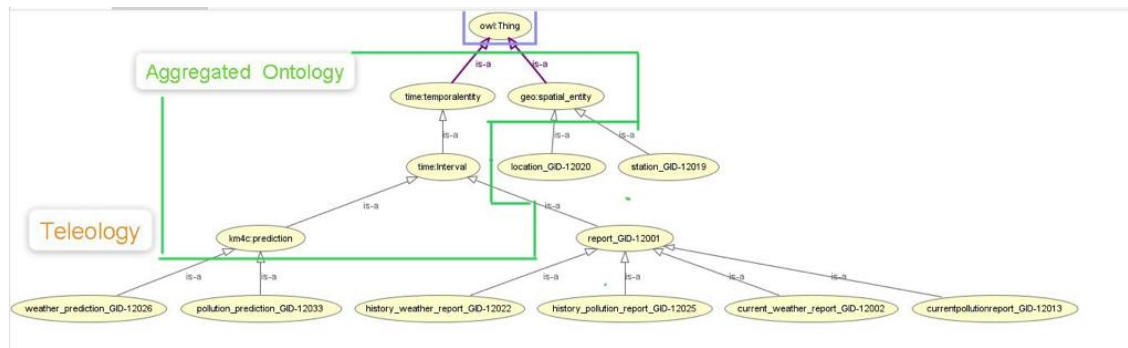 owl:Thing
is-a
is-a
Aggregated Ontology
time:temporalentity
geo:spatial_entity
is-a
is-a
is-a
time:Interval
location_GID-12020
station_GID-12019
is-a
is-a
Teleology
km4c:prediction
report_GID-12001
is-a
is-a
is-a
is-a
is-a
is-a
weather_prediction_GID-12026
pollution_prediction_GID-12033
history_weather_report_GID-12022
history_pollution_report_GID-12025
current_weather_report_GID-12002
currentpollutionreport_GID-12013